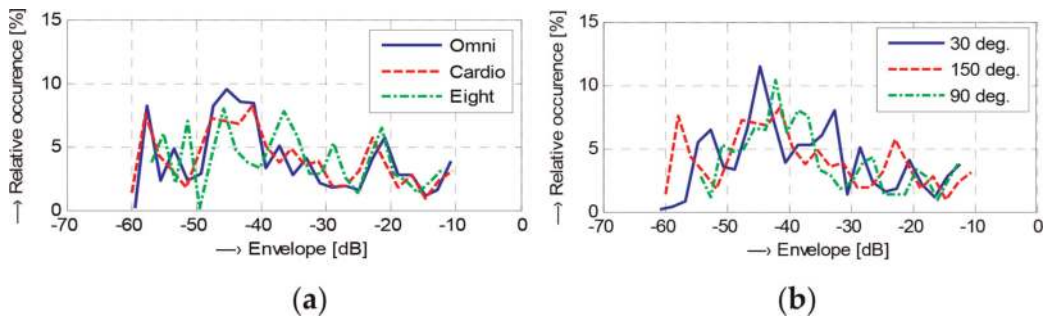 15
10
5
0
—> Relative occurence [%]
Omni
Cardio
Eight
-70 -60 -50 -40 -30 -20 -10 0
—> Envelope [dB]
(a)
15
10
5
0
—> Relative occurence [%]
30 deg.
150 deg.
90 deg.
-70 -60 -50 -40 -30 -20 -10 0
—> Envelope [dB]
(b)